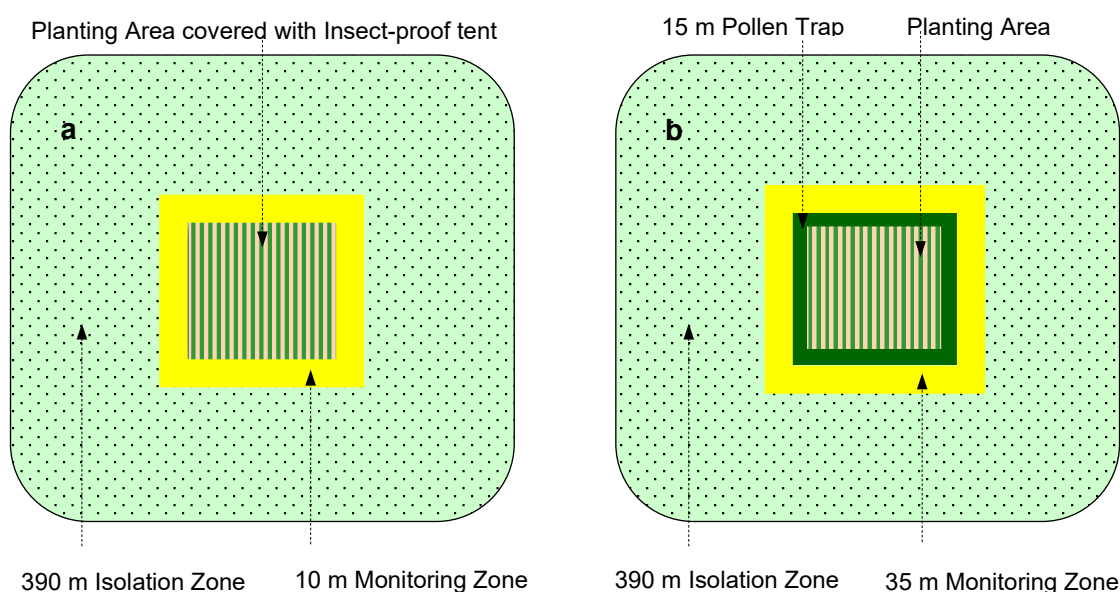 Planting Area covered with Insect-proof tent
15 m Pollen Trap
Planting Area
a
b
390 m Isolation Zone
10 m Monitoring Zone
390 m Isolation Zone
35 m Monitoring Zone